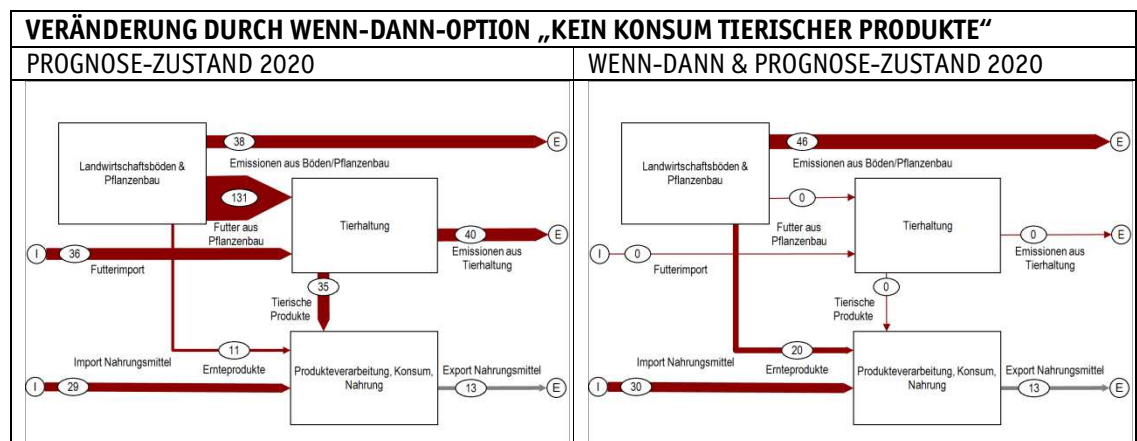 VERÄNDERUNG DURCH WENN-DANN-OPTION „KEIN KONSUM TIERISCHER PRODUKTE“
PROGNOSE-ZUSTAND 2020
38
E
Landwirtschaftsböden &
Pflanzenbau
Emissionen aus Böden/Pflanzenbau
131
Futter aus
Pflanzenbau
Tierhaltung
40
E
Emissionen aus
Tierhaltung
I
36
Futterimport
35
Tierische
Produkte
11
Ernteprodukte
Import Nahrungsmittel
I
29
Produkteverarbeitung, Konsum,
Nahrung
Export Nahrungsmittel
13
E
WENN-DANN & PROGNOSE-ZUSTAND 2020
46
E
Landwirtschaftsböden &
Pflanzenbau
Emissionen aus Böden/Pflanzenbau
0
Futter aus
Pflanzenbau
Tierhaltung
0
E
Emissionen aus
Tierhaltung
I
0
Futterimport
0
Tierische
Produkte
20
Ernteprodukte
Import Nahrungsmittel
I
30
Produkteverarbeitung, Konsum,
Nahrung
Export Nahrungsmittel
13
E